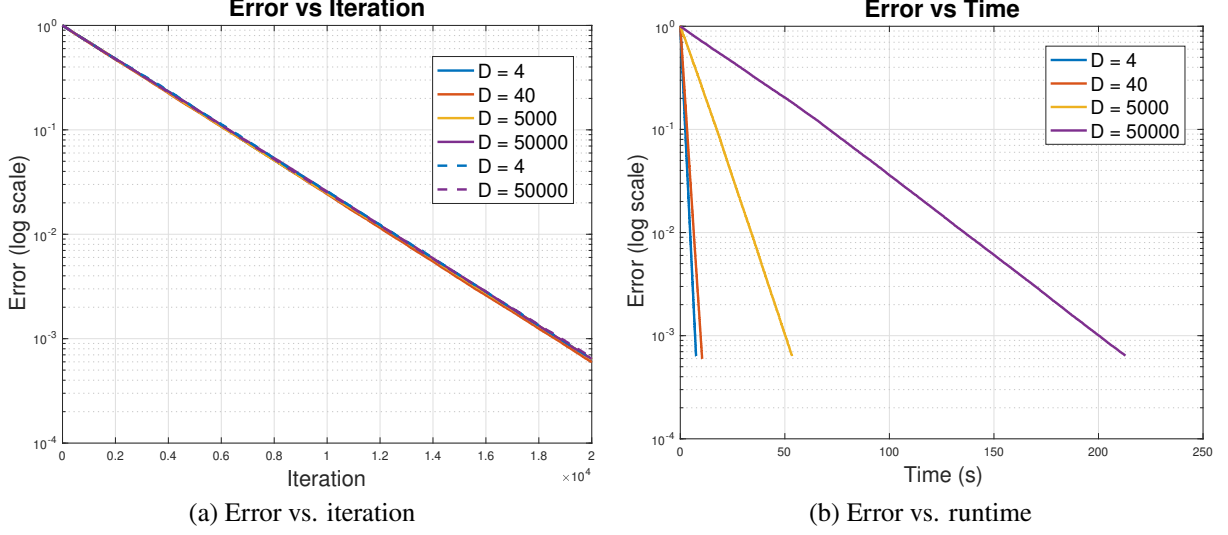 Error vs Iteration
10^0
10^-1
10^-2
10^-3
10^-4
Error (log scale)
D = 4
D = 40
D = 5000
D = 50000
D = 4
D = 50000
0 0.2 0.4 0.6 0.8 1 1.2 1.4 1.6 1.8 2
×10^4
Iteration
(a) Error vs. iteration
Error vs Time
10^0
10^-1
10^-2
10^-3
10^-4
Error (log scale)
D = 4
D = 40
D = 5000
D = 50000
0 50 100 150 200 250
Time (s)
(b) Error vs. runtime